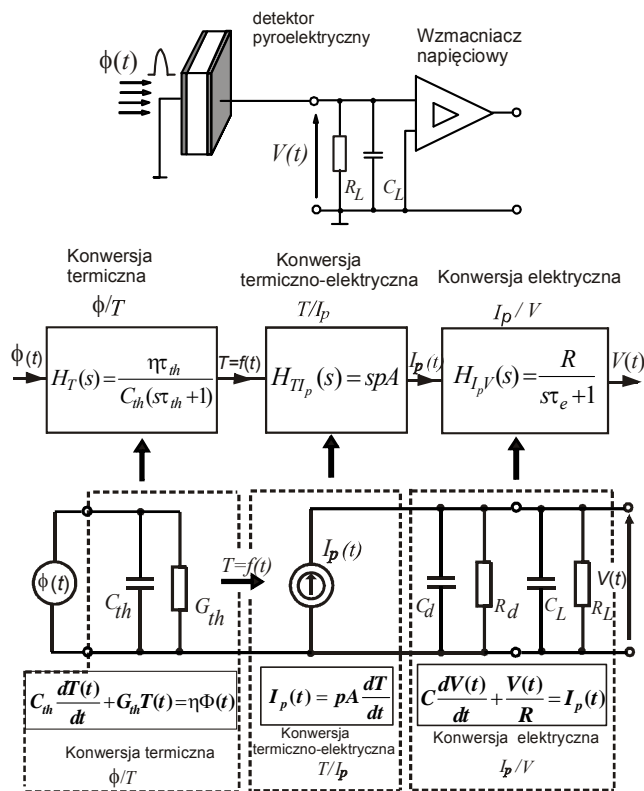 detektor
pyroelektryczny
Wzmacniacz
napięciowy
ϕ(t)
V(t)
R_L
C_L
Konwersja
termiczna
ϕ/T
Konwersja
termiczno-elektryczna
T/I_p
Konwersja elektryczna
I_p/V
ϕ(t)
H_T(s) = ητ_th / C_th(sτ_th+1)
T=f(t)
H_TI_p(s) = spA
I_p(t)
H_I_pV(s) = R / sτ_e+1
V(t)
ϕ(t)
C_th
G_th
T=f(t)
I_p(t)
C_d
R_d
C_L
R_L
V(t)
C_th dT(t)/dt + G_th T(t) = ηΦ(t)
Konwersja termiczna
ϕ/T
I_p(t) = pA dT/dt
Konwersja
termiczno-elektryczna
T/I_p
C dV(t)/dt + V(t)/R = I_p(t)
Konwersja elektryczna
I_p/V